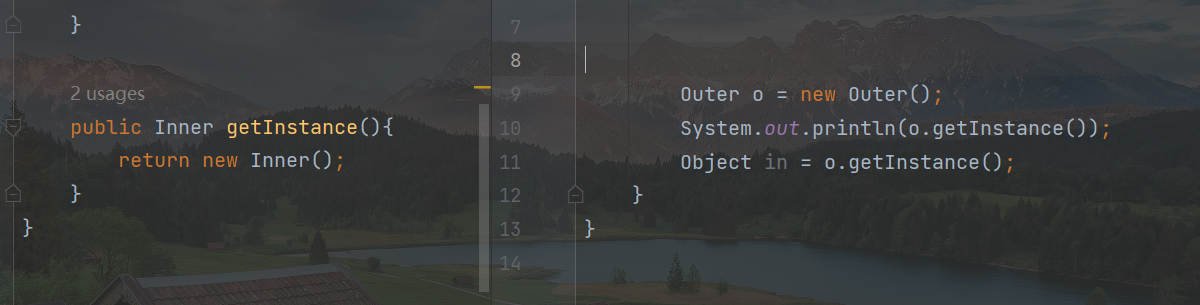 }
2 usages
public Inner getInstance(){
return new Inner();
}
}
7
8
9 Outer o = new Outer();
10 System.out.println(o.getInstance());
11 Object in = o.getInstance();
12 }
13 }
14